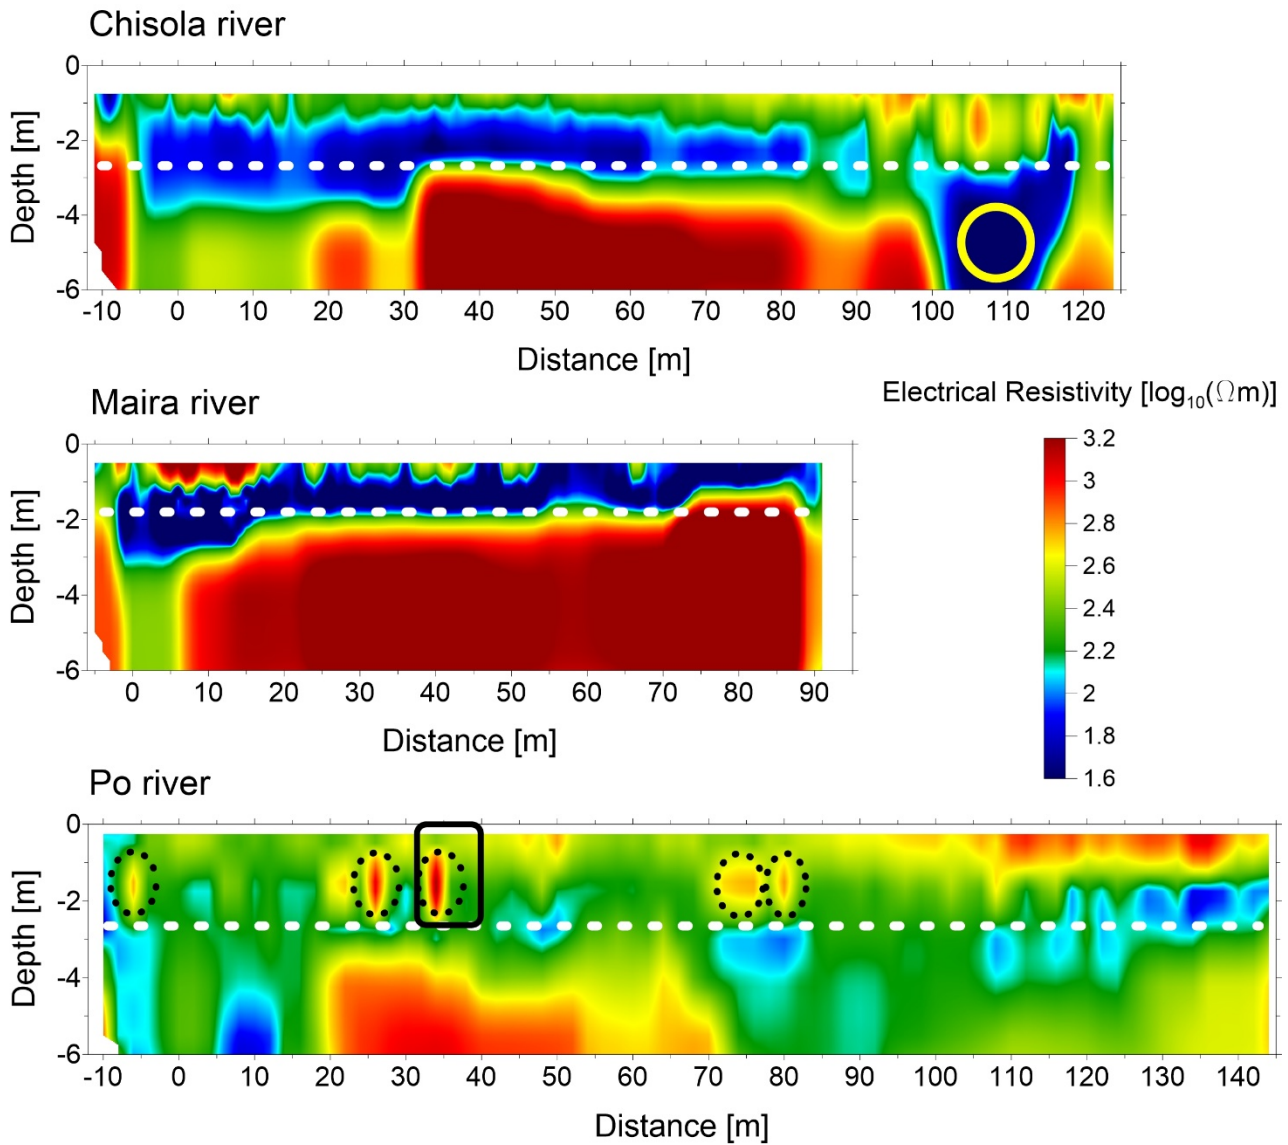 Chisola river
0
-2
-4
-6
Depth [m]
-10 0 10 20 30 40 50 60 70 80 90 100 110 120
Distance [m]
Maira river
0
-2
-4
-6
Depth [m]
0 10 20 30 40 50 60 70 80 90
Distance [m]
Electrical Resistivity [log10(Ωm)]
3.2
3
2.8
2.6
2.4
2.2
2
1.8
1.6
Po river
0
-2
-4
-6
Depth [m]
-10 0 10 20 30 40 50 60 70 80 90 100 110 120 130 140
Distance [m]